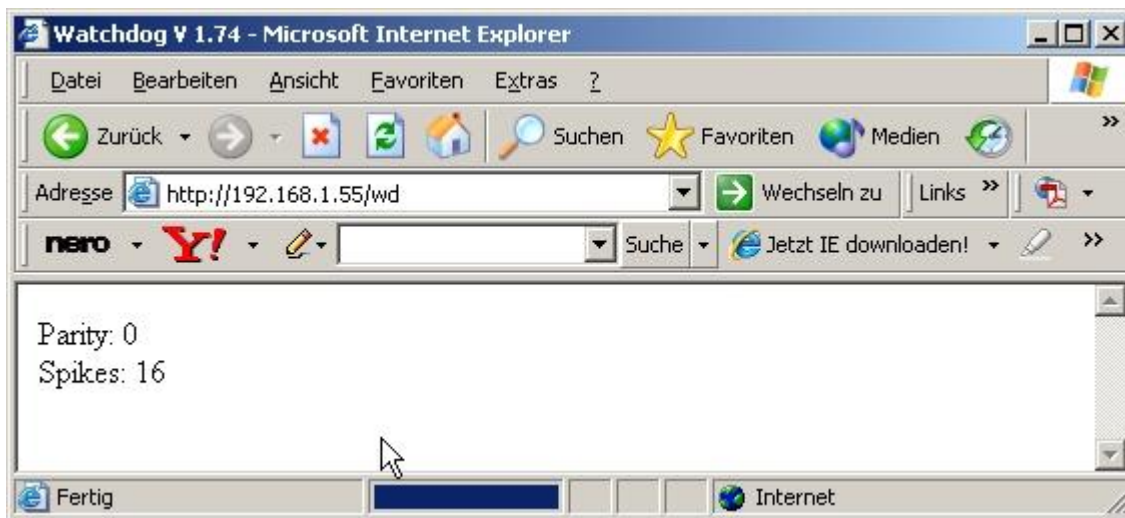 Watchdog V 1.74 - Microsoft Internet Explorer
Datei Bearbeiten Ansicht Favoriten Extras ?
Zurück Suchen Favoriten Medien »
Adresse http://192.168.1.55/wd Wechseln zu Links »
nero Y! Suche Jetzt IE downloaden! »
Parity: 0
Spikes: 16
Fertig Internet